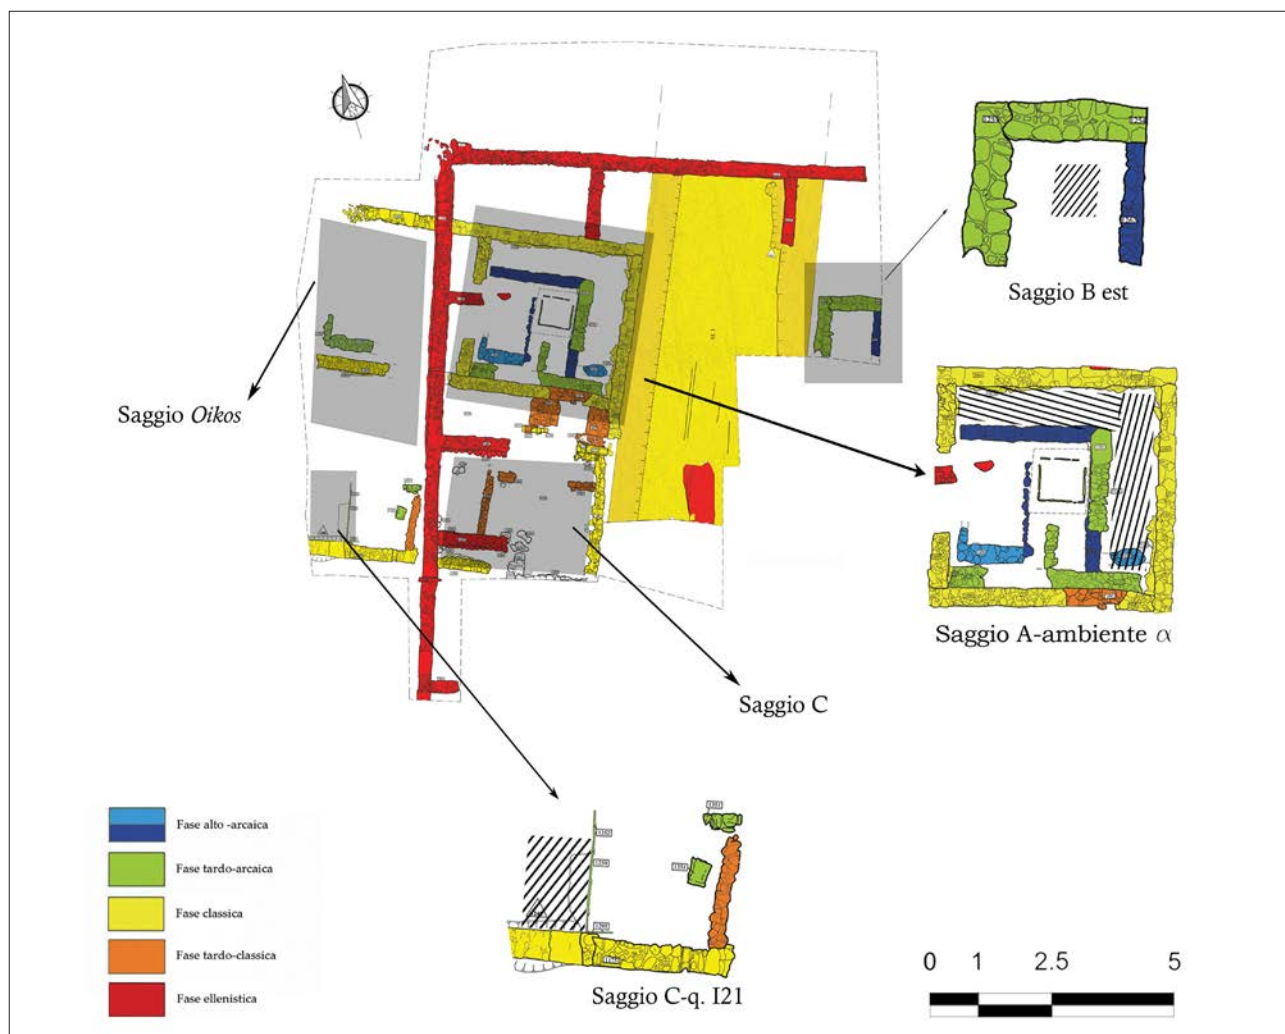 Saggio B est
Saggio Oikos
Saggio A-ambiente α
Saggio C
Fase alto -arcaica
Fase tardo-arcaica
Fase classica
Fase tardo-classica
Fase ellenistica
Saggio C-q. I21
0 1 2.5 5